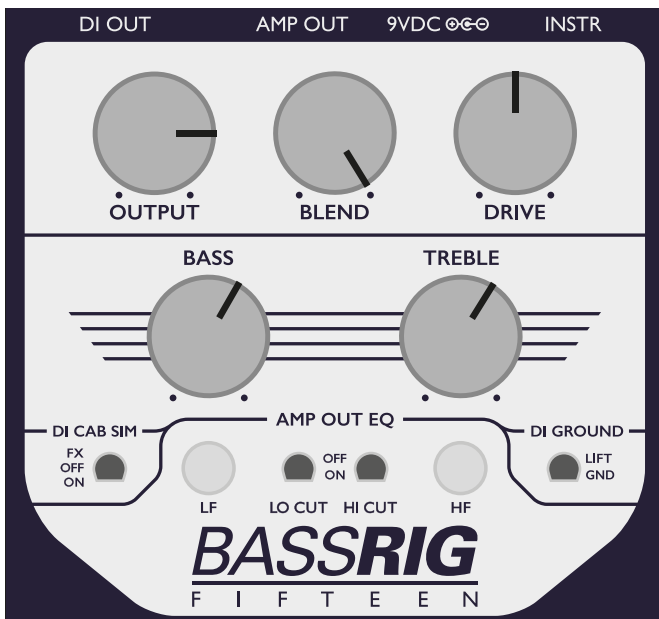 DI OUT AMP OUT 9VDC INSTR
OUTPUT BLEND DRIVE
BASS TREBLE
AMP OUT EQ
DI CAB SIM DI GROUND
FX
OFF
ON
OFF
ON
LIFT
GND
LF LO CUT HI CUT HF
BASSRIG
FIFTEEN